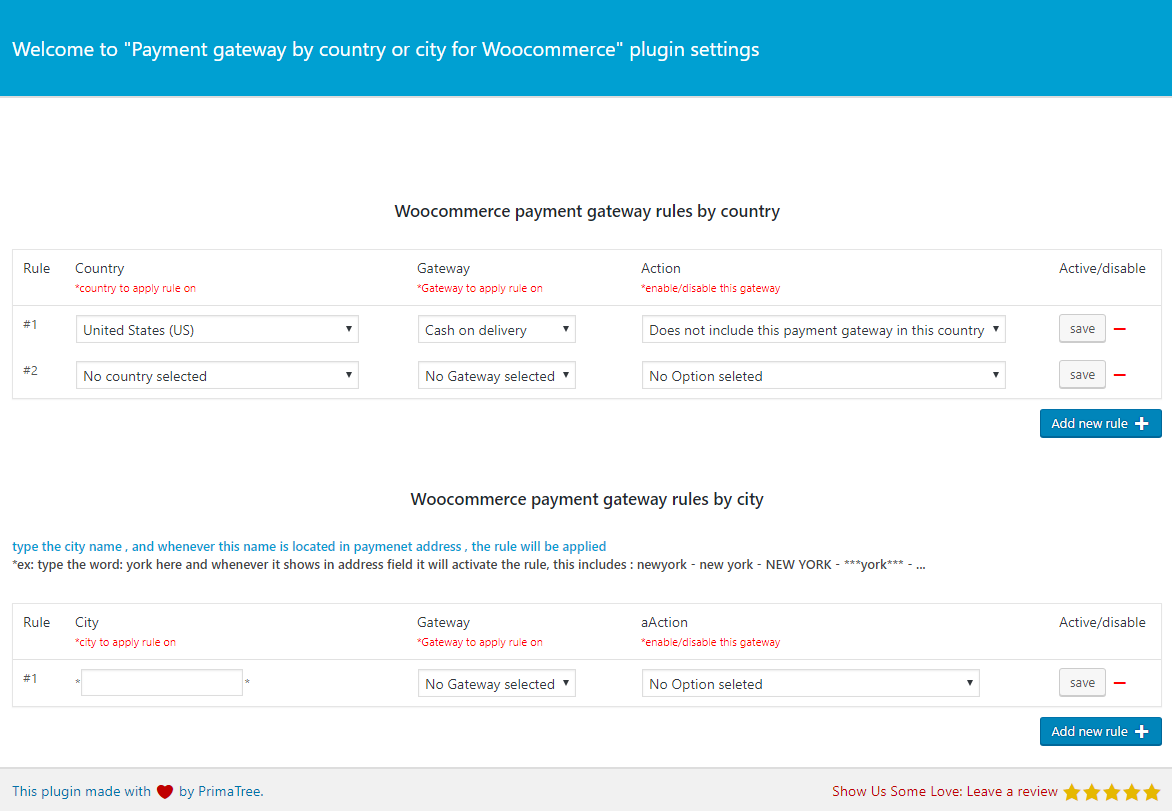 Welcome to "Payment gateway by country or city for Woocommerce" plugin settings
Woocommerce payment gateway rules by country
Rule Country Gateway Action Active/disable
*country to apply rule on *Gateway to apply rule on *enable/disable this gateway
#1 United States (US) Cash on delivery Does not include this payment gateway in this country save
#2 No country selected No Gateway selected No Option seleted save
Add new rule
Woocommerce payment gateway rules by city
type the city name , and whenever this name is located in paymenet address , the rule will be applied
*ex: type the word: york here and whenever it shows in address field it will activate the rule, this includes : newyork - new york - NEW YORK - ***york*** - ...
Rule City Gateway aAction Active/disable
*city to apply rule on *Gateway to apply rule on *enable/disable this gateway
#1 * * No Gateway selected No Option seleted save
Add new rule
This plugin made with by PrimaTree. Show Us Some Love: Leave a review